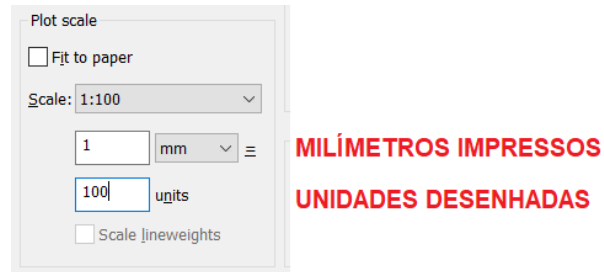 Plot scale
Fit to paper
Scale: 1:100
1 mm = MILÍMETROS IMPRESSOS
100 units UNIDADES DESENHADAS
Scale lineweights